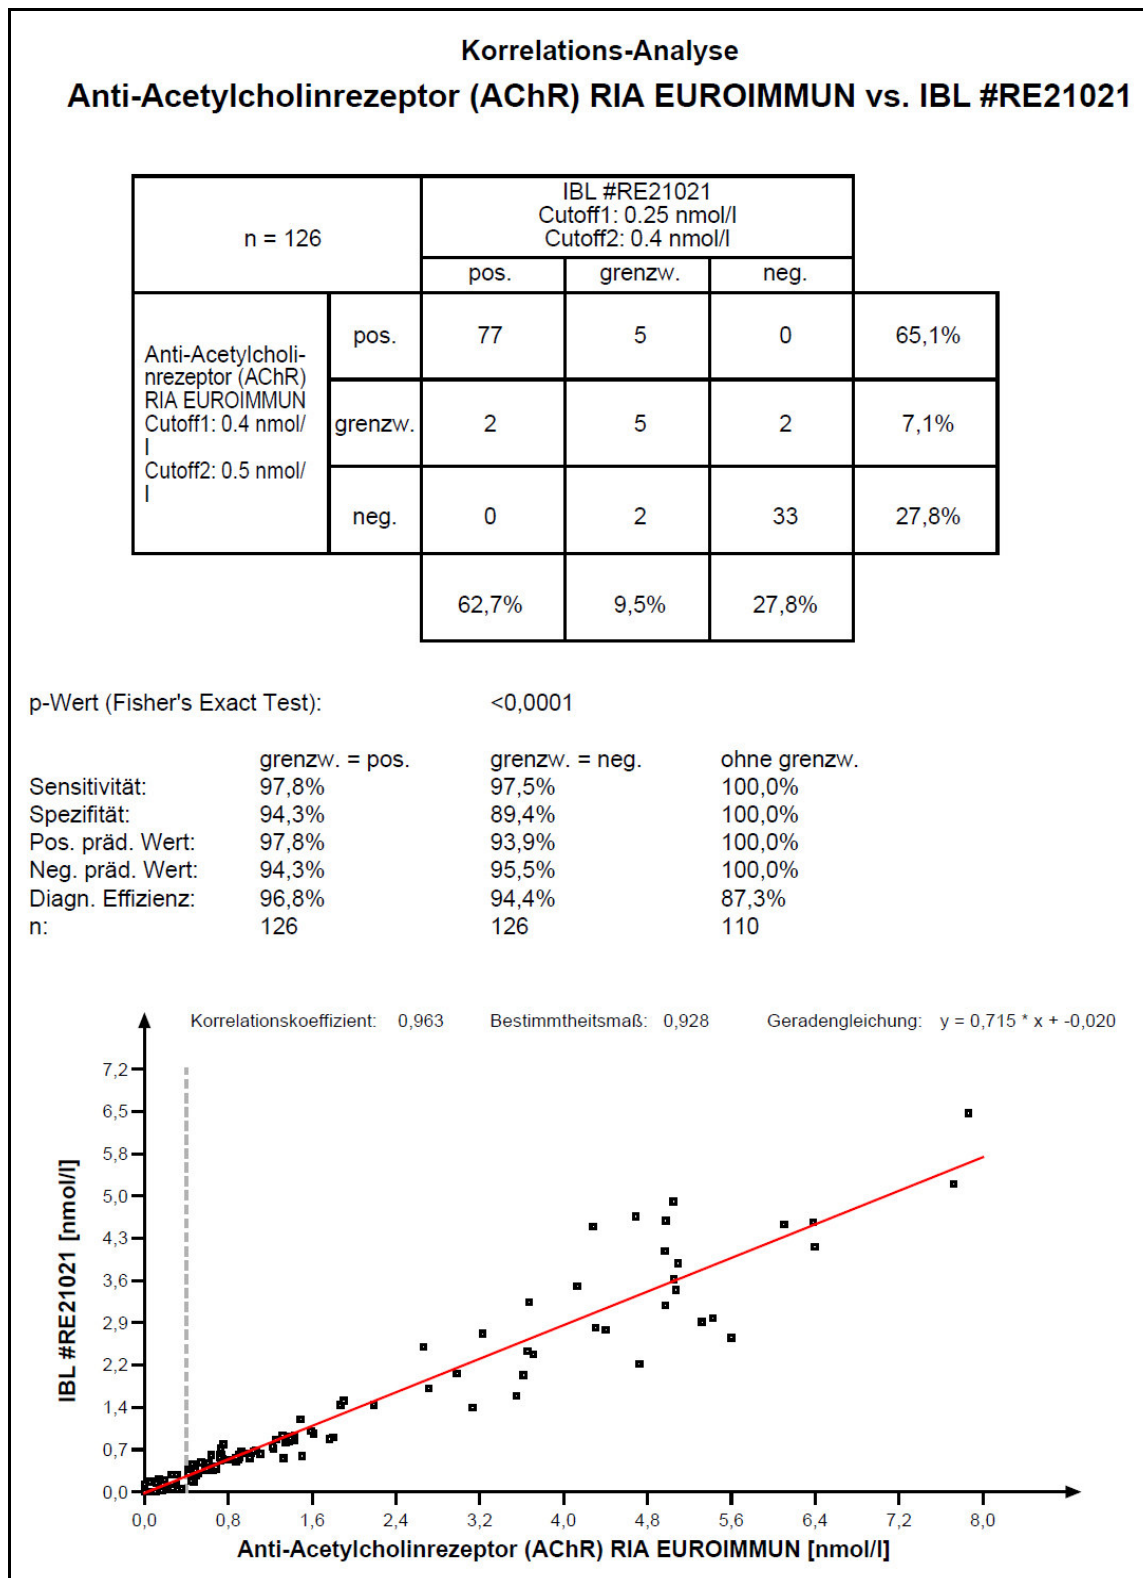 Korrelations-Analyse
Anti-Acetylcholinrezeptor (AChR) RIA EUROIMMUN vs. IBL #RE21021
n = 126
IBL #RE21021
Cutoff1: 0.25 nmol/l
Cutoff2: 0.4 nmol/l
pos. grenzw. neg.
Anti-Acetylcholi-
nrezeptor (AChR)
RIA EUROIMMUN
Cutoff1: 0.4 nmol/
l
Cutoff2: 0.5 nmol/
l
pos. 77 5 0 65,1%
grenzw. 2 5 2 7,1%
neg. 0 2 33 27,8%
62,7% 9,5% 27,8%
p-Wert (Fisher's Exact Test): <0,0001
grenzw. = pos. grenzw. = neg. ohne grenzw.
Sensitivität: 97,8% 97,5% 100,0%
Spezifität: 94,3% 89,4% 100,0%
Pos. präd. Wert: 97,8% 93,9% 100,0%
Neg. präd. Wert: 94,3% 95,5% 100,0%
Diagn. Effizienz: 96,8% 94,4% 87,3%
n: 126 126 110
Korrelationskoeffizient: 0,963 Bestimmtheitsmaß: 0,928 Geradengleichung: y = 0,715 * x + -0,020
IBL #RE21021 [nmol/l]
7,2
6,5
5,8
5,0
4,3
3,6
2,9
2,2
1,4
0,7
0,0
0,0 0,8 1,6 2,4 3,2 4,0 4,8 5,6 6,4 7,2 8,0
Anti-Acetylcholinrezeptor (AChR) RIA EUROIMMUN [nmol/l]